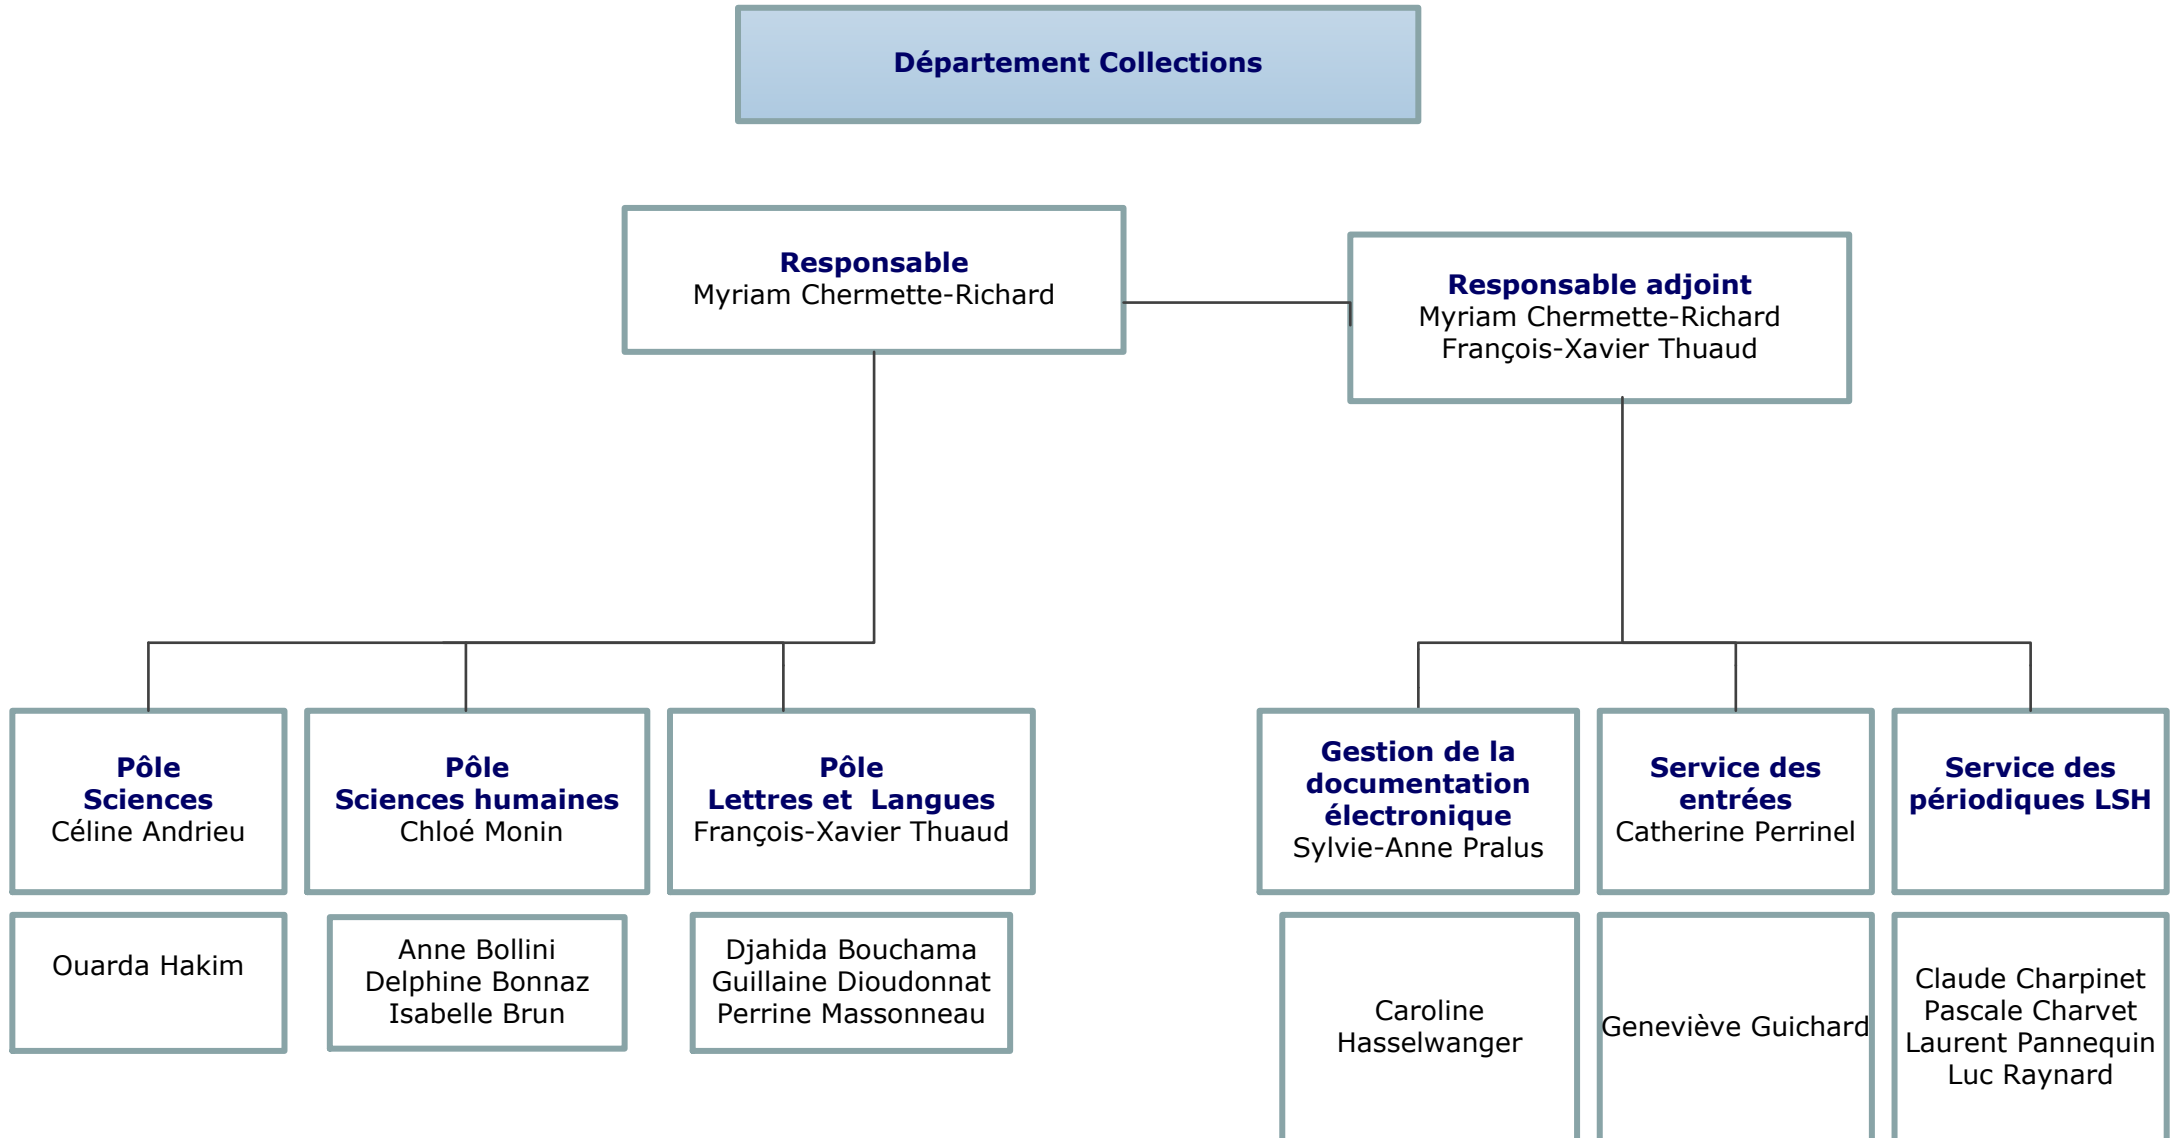 Département Collections
Responsable
Myriam Chermette-Richard
Responsable adjoint
Myriam Chermette-Richard
François-Xavier Thuaud
Pôle
Sciences
Céline Andrieu
Pôle
Sciences humaines
Chloé Monin
Pôle
Lettres et  Langues
François-Xavier Thuaud
Gestion de la
documentation
électronique
Sylvie-Anne Pralus
Service des
entrées
Catherine Perrinel
Service des
périodiques LSH
Ouarda Hakim
Anne Bollini
Delphine Bonnaz
Isabelle Brun
Djahida Bouchama
Guillaine Dioudonnat
Perrine Massonneau
Caroline
Hasselwanger
Geneviève Guichard
Claude Charpinet
Pascale Charvet
Laurent Pannequin
Luc Raynard